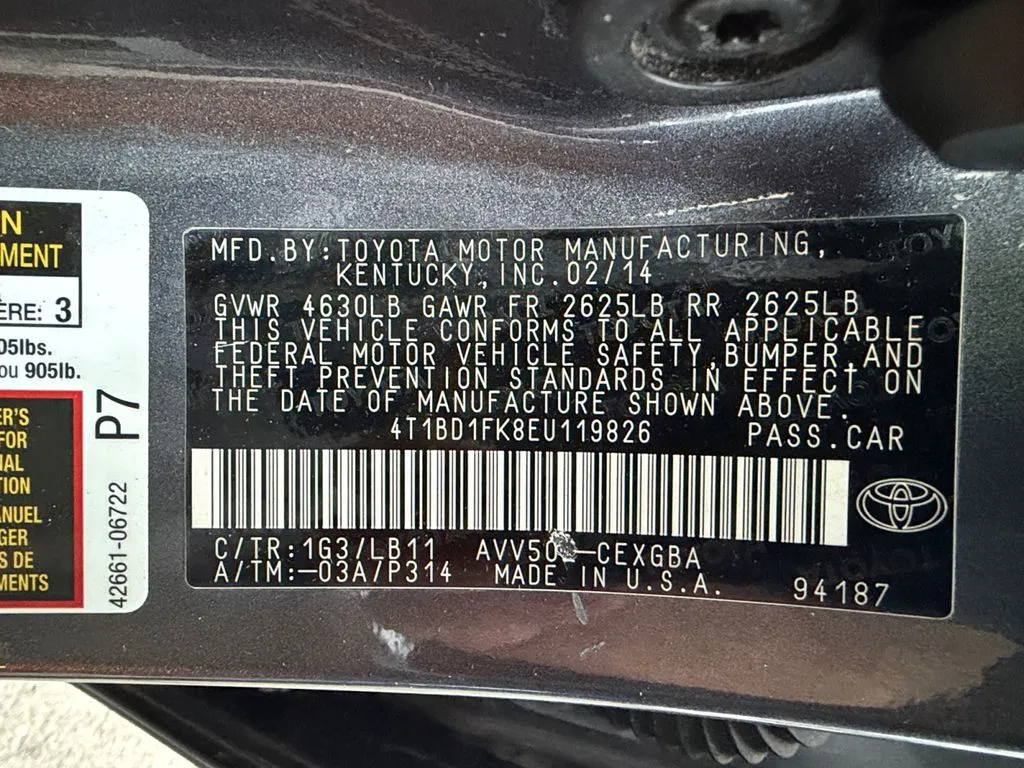 N
MENT
ÈRE: 3
05lbs.
ou 905lb.
ER'S
FOR
NAL
TION
ANUEL
GER
S DE
MENTS
P7
42661-06722
MFD.BY:TOYOTA MOTOR MANUFACTURING,
KENTUCKY,INC.02/14
GVWR 4630LB GAWR FR 2625LB RR 2625LB
THIS VEHICLE CONFORMS TO ALL APPLICABLE
FEDERAL MOTOR VEHICLE SAFETY,BUMPER,AND
THEFT PREVENTION STANDARDS IN EFFECT ON
THE DATE OF MANUFACTURE SHOWN ABOVE.
4T1BD1FK8EU119826 PASS.CAR
C/TR:1G3/LB11 AVV50 -CEXGBA
A/TM:-03A/P314 MADE IN U.S.A. 94187